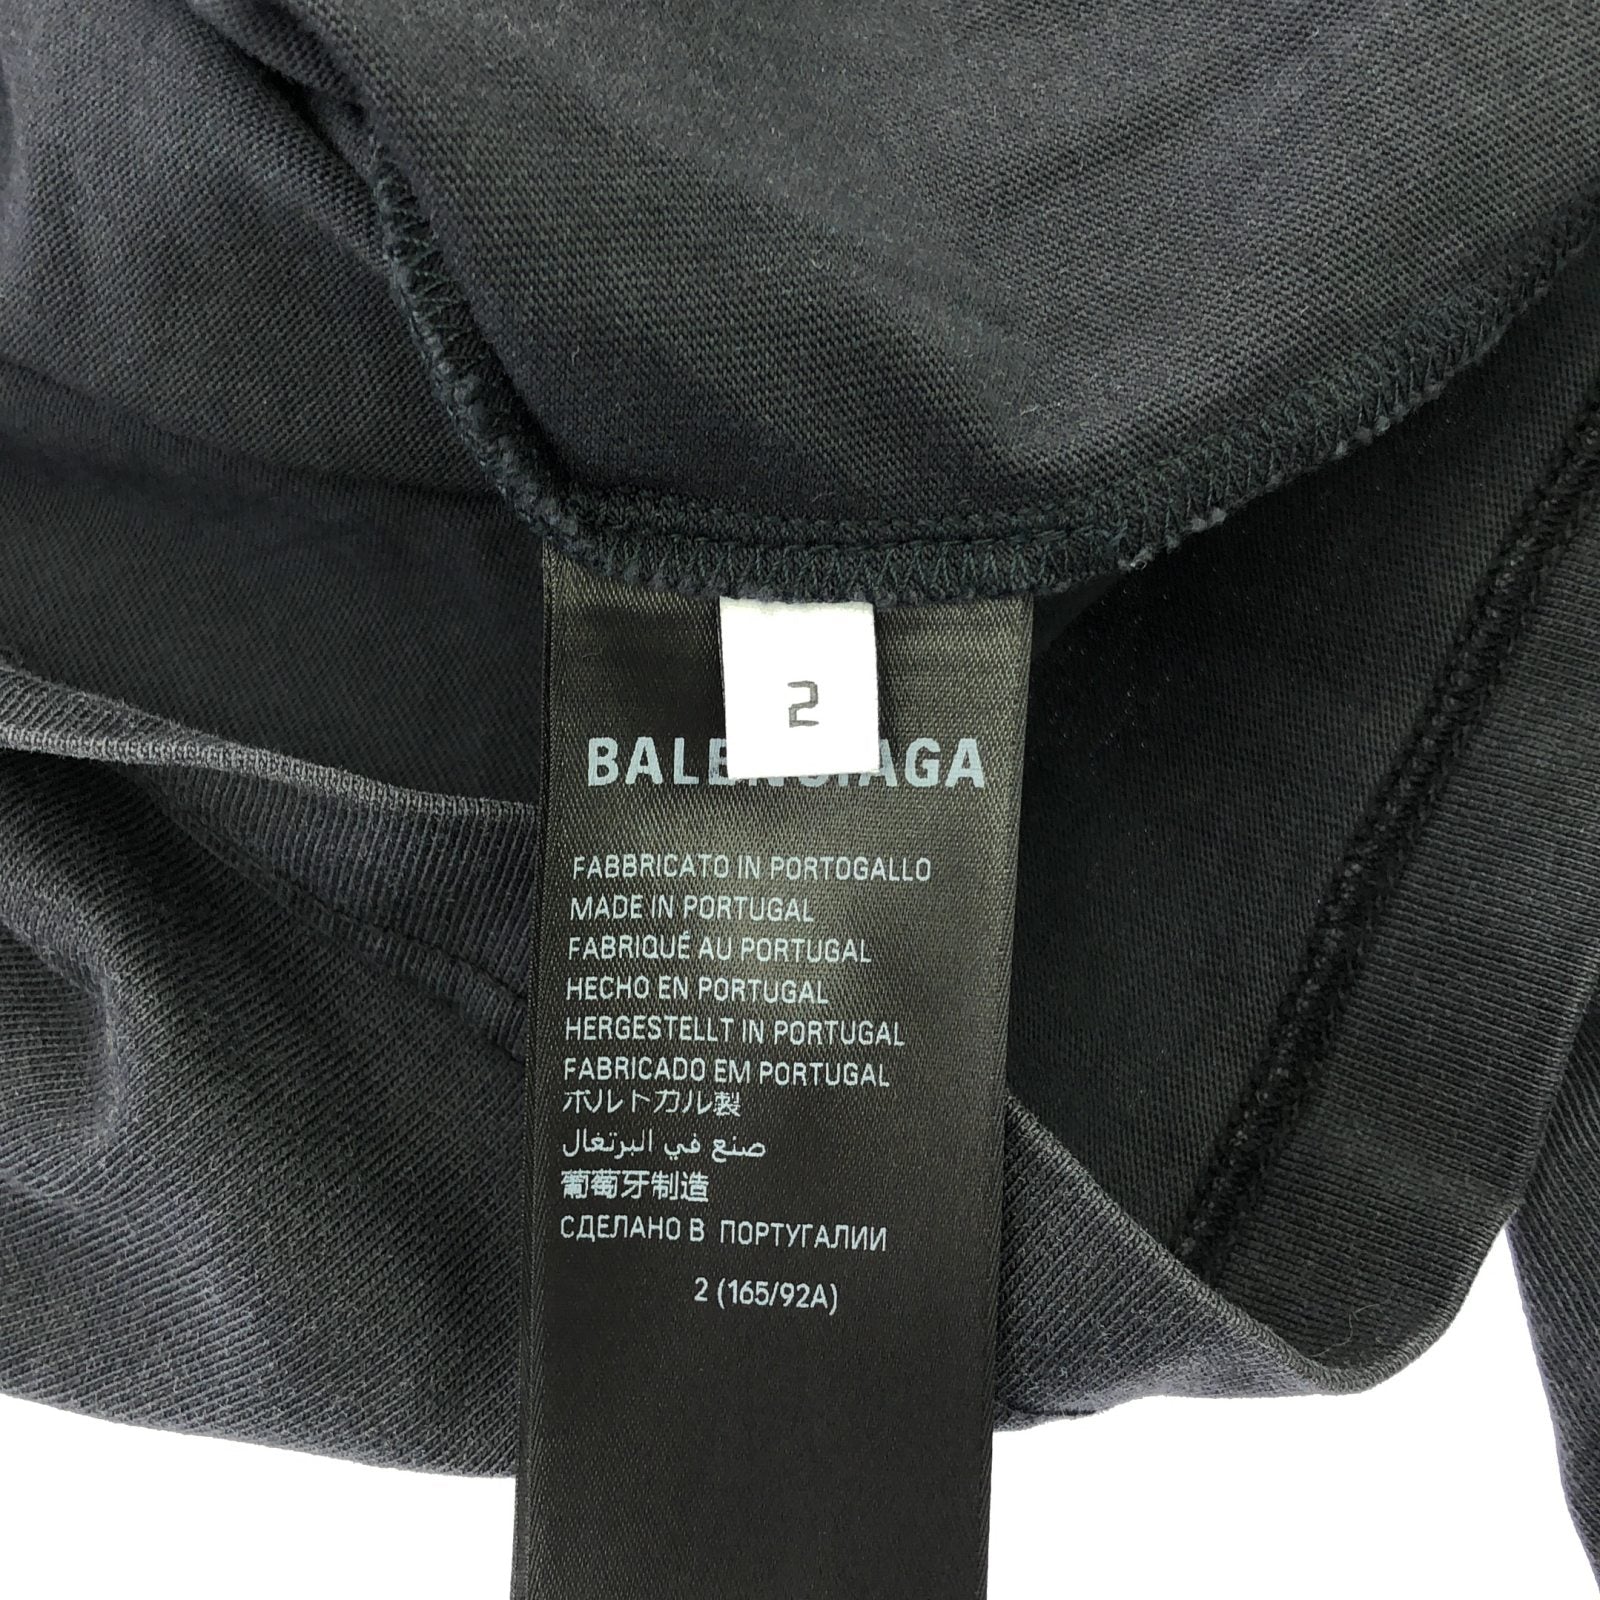 2
BALENCIAGA
FABBRICATO IN PORTOGALLO
MADE IN PORTUGAL
FABRIQUÉ AU PORTUGAL
HECHO EN PORTUGAL
HERGESTELLT IN PORTUGAL
FABRICADO EM PORTUGAL
ポルトカル製
صنع في البرتغال
葡萄牙制造
СДЕЛАНО В ПОРТУГАЛИИ
2 (165/92A)